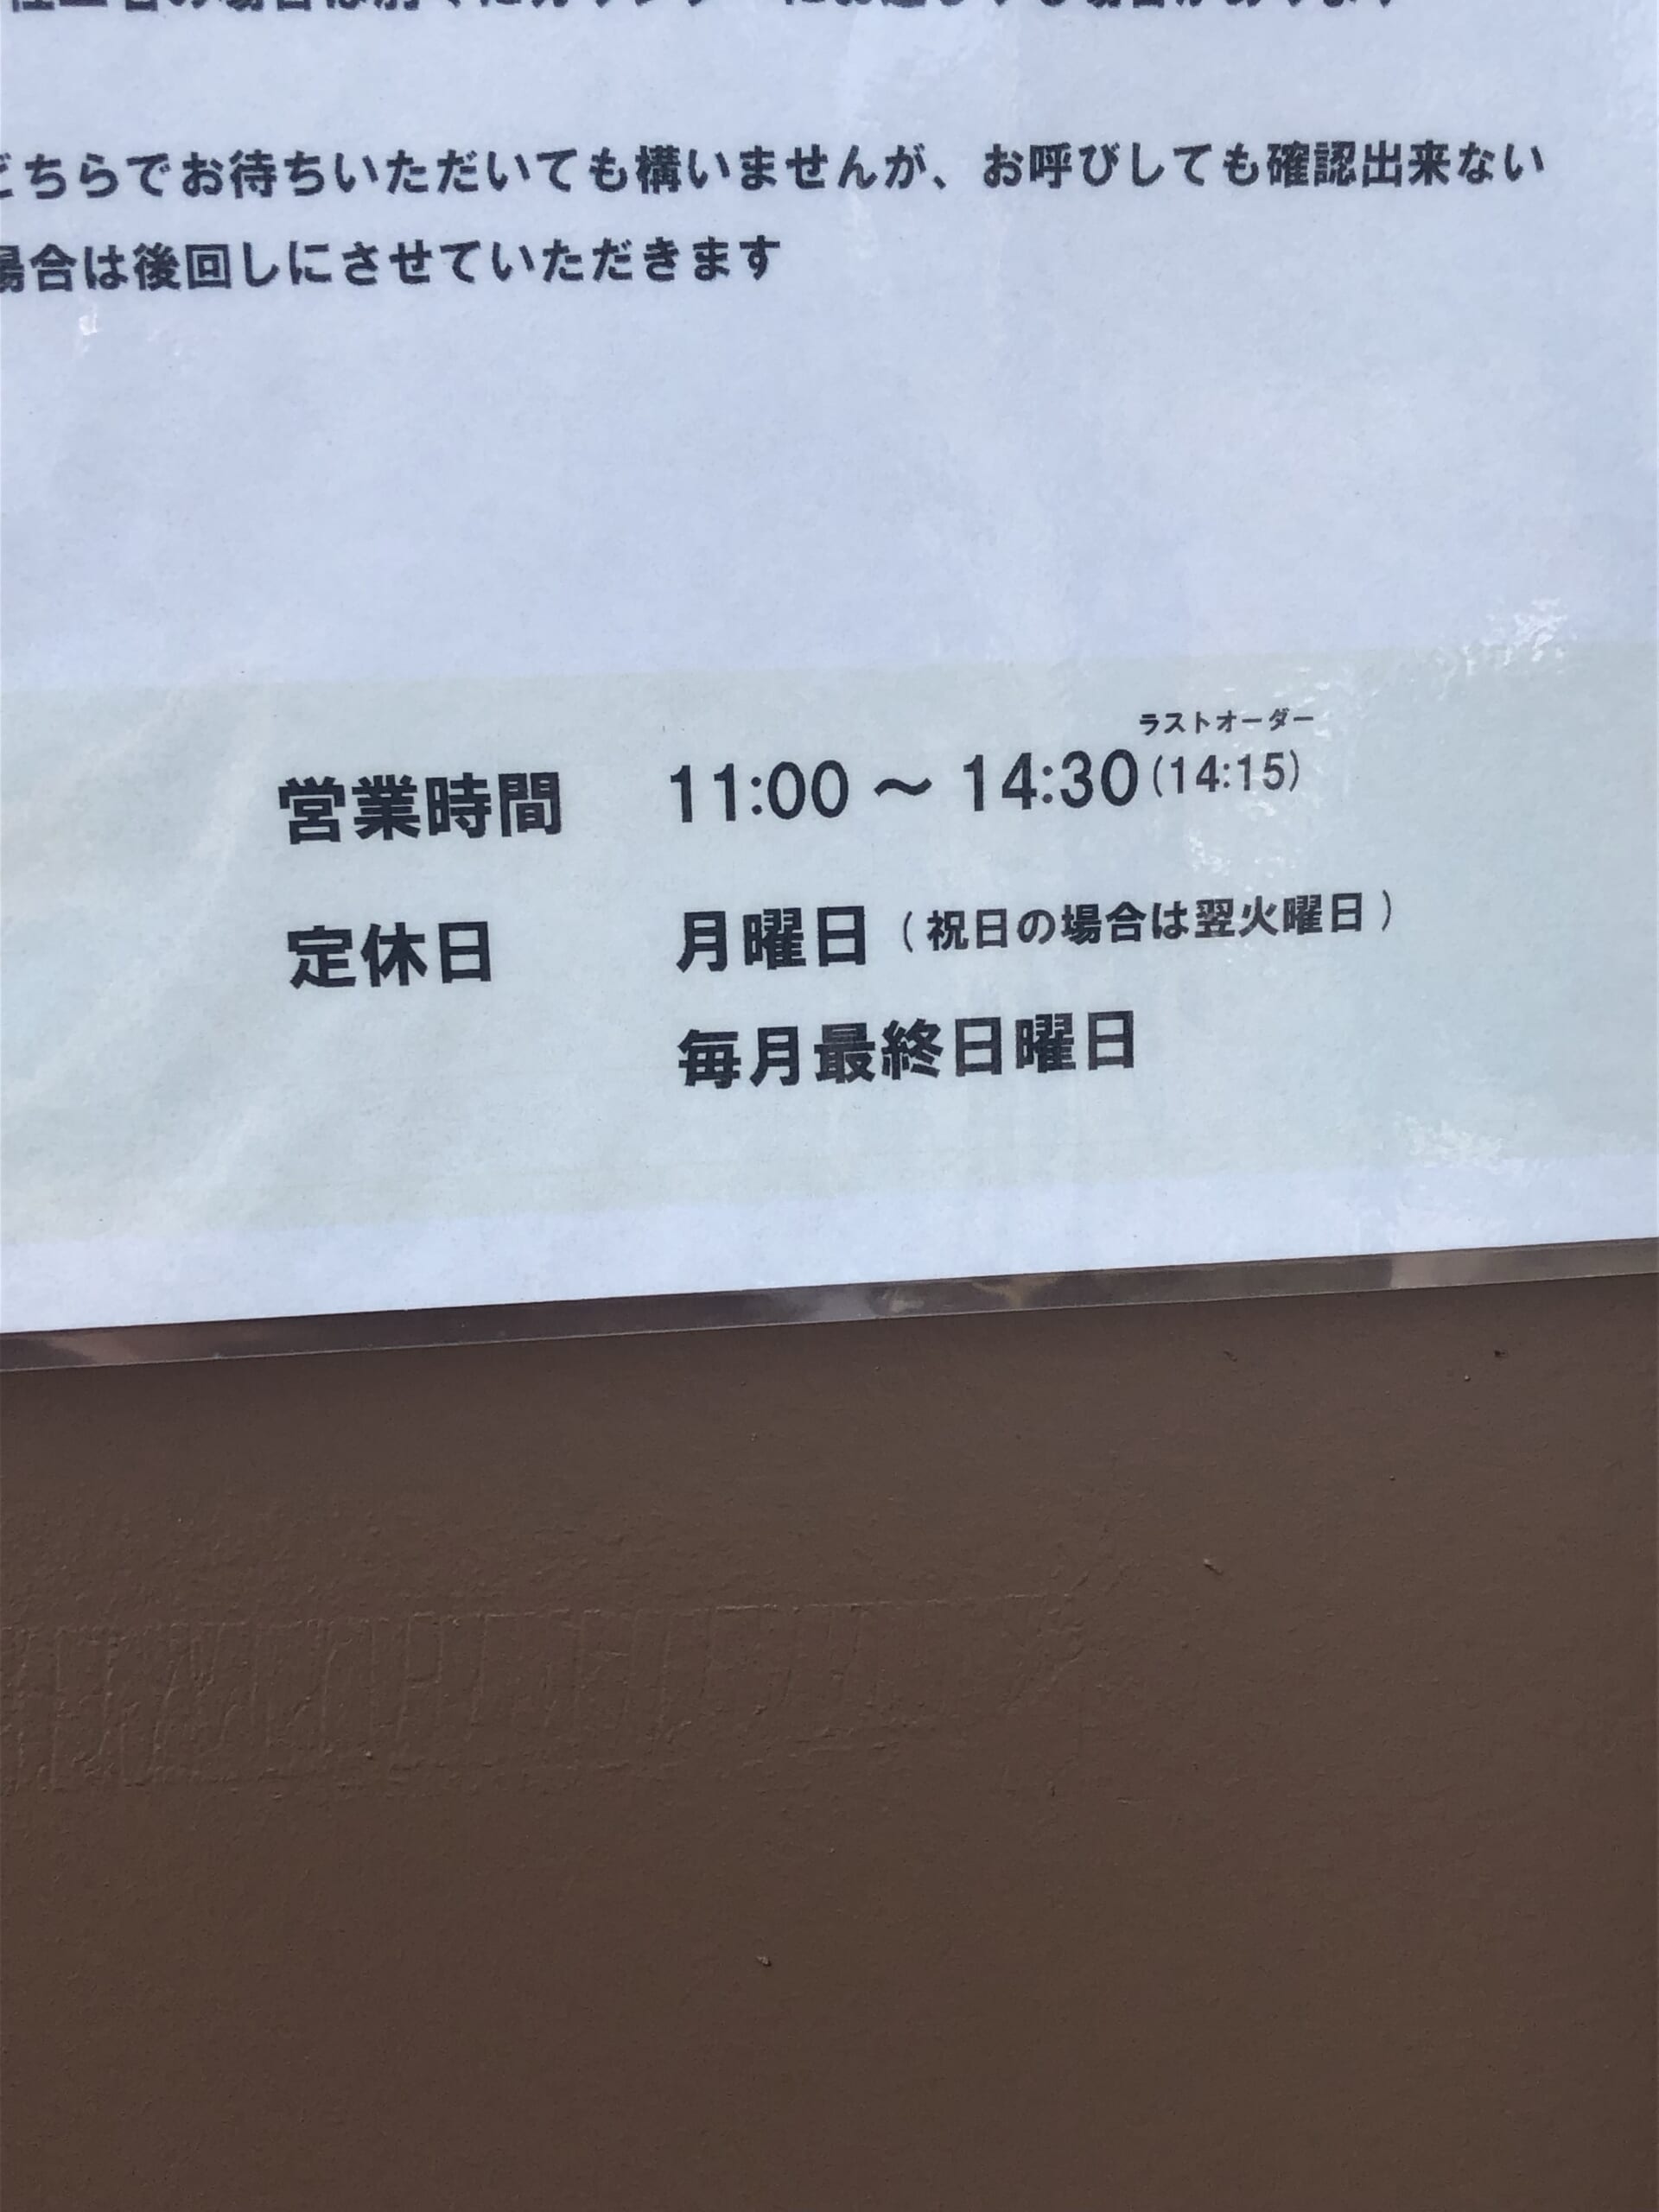 どちらでお待ちいただいても構いませんが、お呼びしても確認出来ない
場合は後回しにさせていただきます
ラストオーダー
営業時間 11:00 ～ 14:30 (14:15)
定休日 月曜日 (祝日の場合は翌火曜日)
毎月最終日曜日